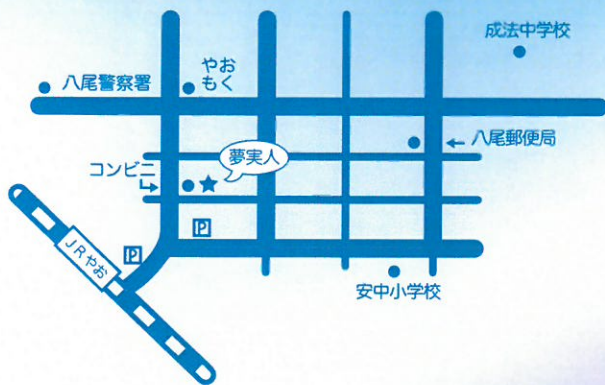 成法中学校
八尾警察署
やお
もく
八尾郵便局
夢実人
コンビニ
P
P
JRやお
安中小学校